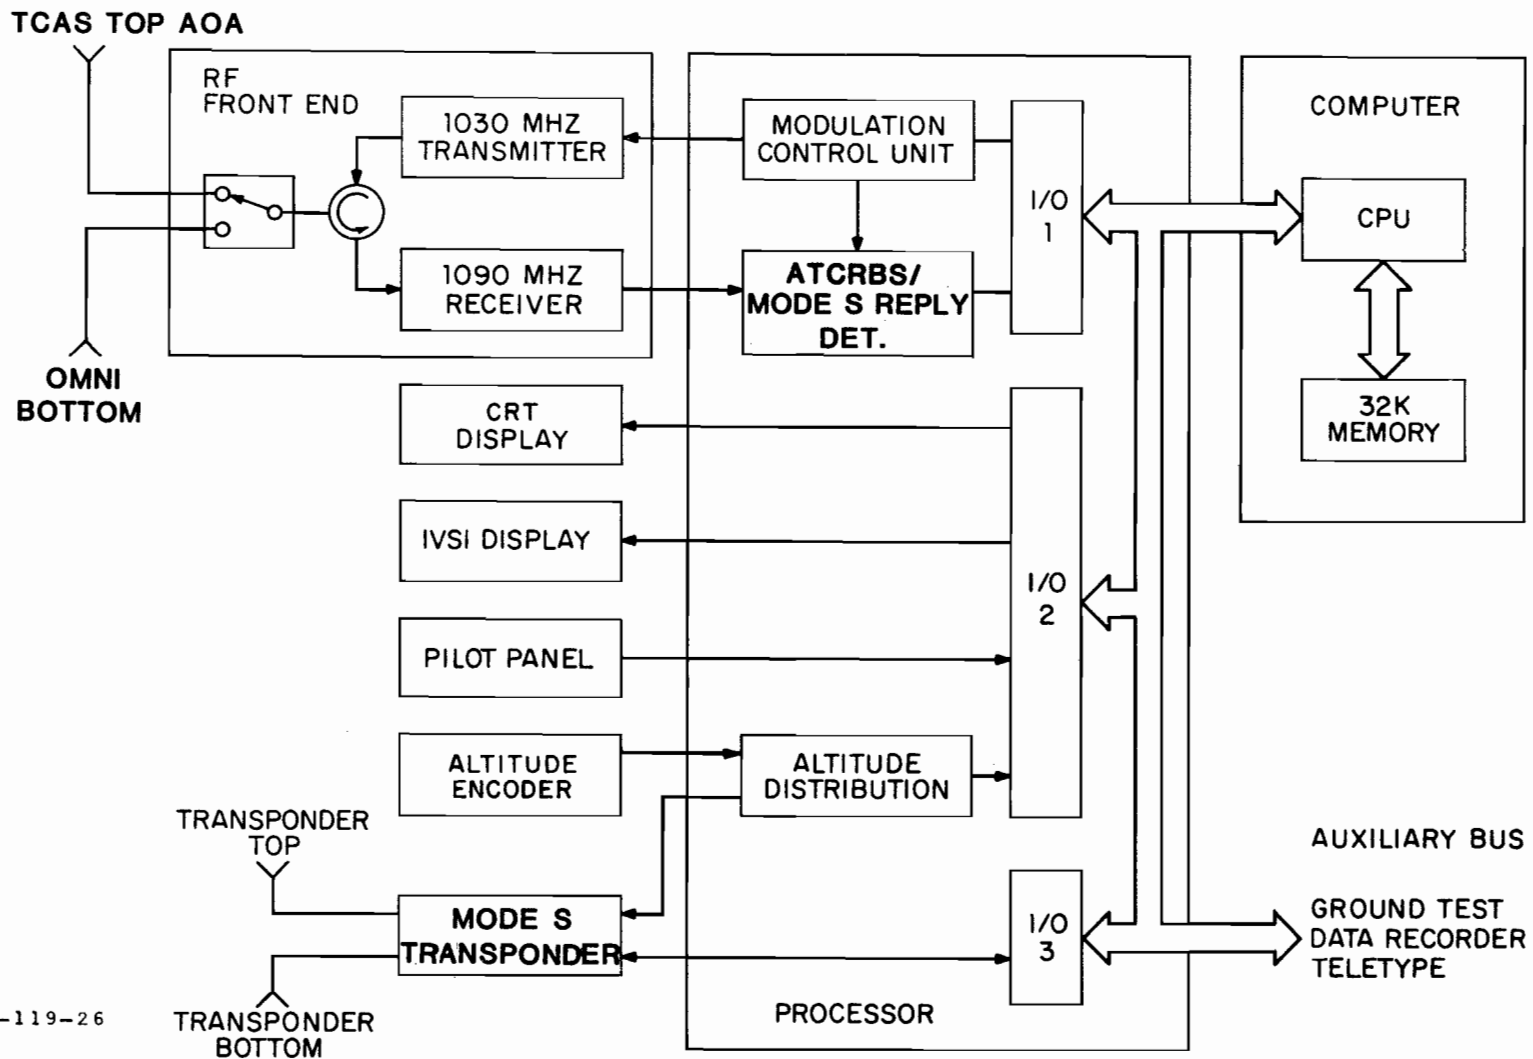 TCAS TOP AOA
RF
FRONT END
1030 MHZ
TRANSMITTER
1090 MHZ
RECEIVER
OMNI
BOTTOM
MODULATION
CONTROL UNIT
ATCRBS/
MODE S REPLY
DET.
I/O
1
COMPUTER
CPU
32K
MEMORY
CRT
DISPLAY
IVSI DISPLAY
PILOT PANEL
ALTITUDE
ENCODER
ALTITUDE
DISTRIBUTION
I/O
2
TRANSPONDER
TOP
MODE S
TRANSPONDER
TRANSPONDER
BOTTOM
I/O
3
PROCESSOR
AUXILIARY BUS
GROUND TEST
DATA RECORDER
TELETYPE
-119-26